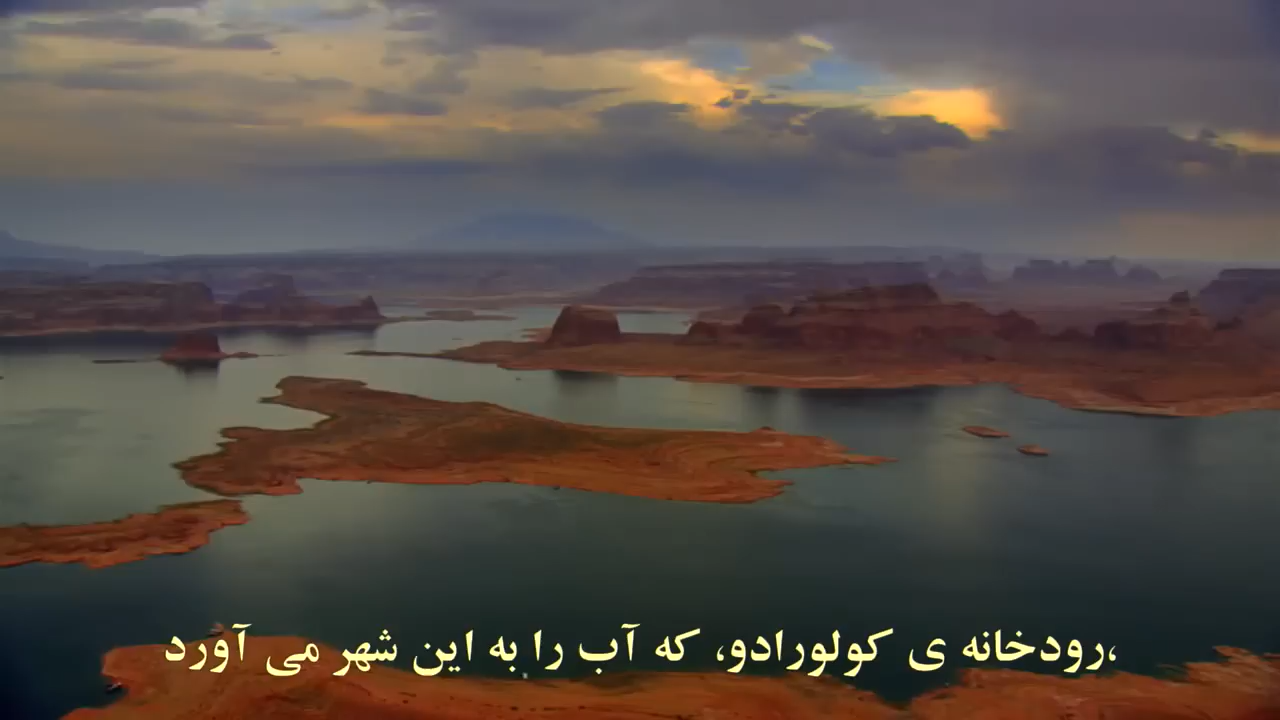 رودخانه ی کولورادو، که آب را به این شهر می آورد،